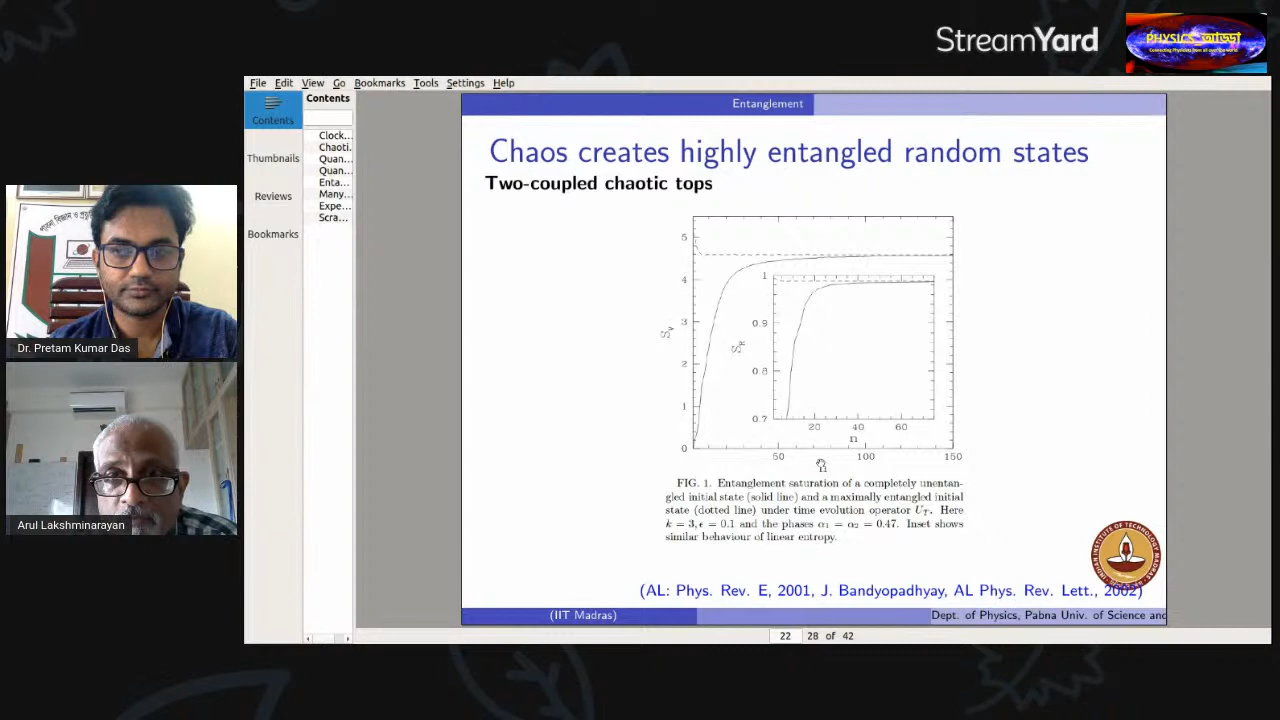 StreamYard
PHYSICS_আড্ডা
File Edit View Go Bookmarks Tools Settings Help
Contents
Thumbnails
Reviews
Bookmarks
Contents
Clock...
Chaoti.
Quan...
Quan...
Enta...
Many...
Expe...
Scra...
Entanglement
Chaos creates highly entangled random states
Two-coupled chaotic tops
5
4
3
2
1
0
S_V
50
100
150
n
1
0.9
0.8
0.7
S_R
20
40
60
n
FIG. 1. Entanglement saturation of a completely unentan-
gled initial state (solid line) and a maximally entangled initial
state (dotted line) under time evolution operator U_T. Here
k = 3, ϵ = 0.1 and the phases α₁ = α₂ = 0.47. Inset shows
similar behaviour of linear entropy.
(AL: Phys. Rev. E, 2001, J. Bandyopadhyay, AL Phys. Rev. Lett., 2002)
(IIT Madras)
Dept. of Physics, Pabna Univ. of Science and
22 28 of 42
Dr. Pretam Kumar Das
Arul Lakshminarayan